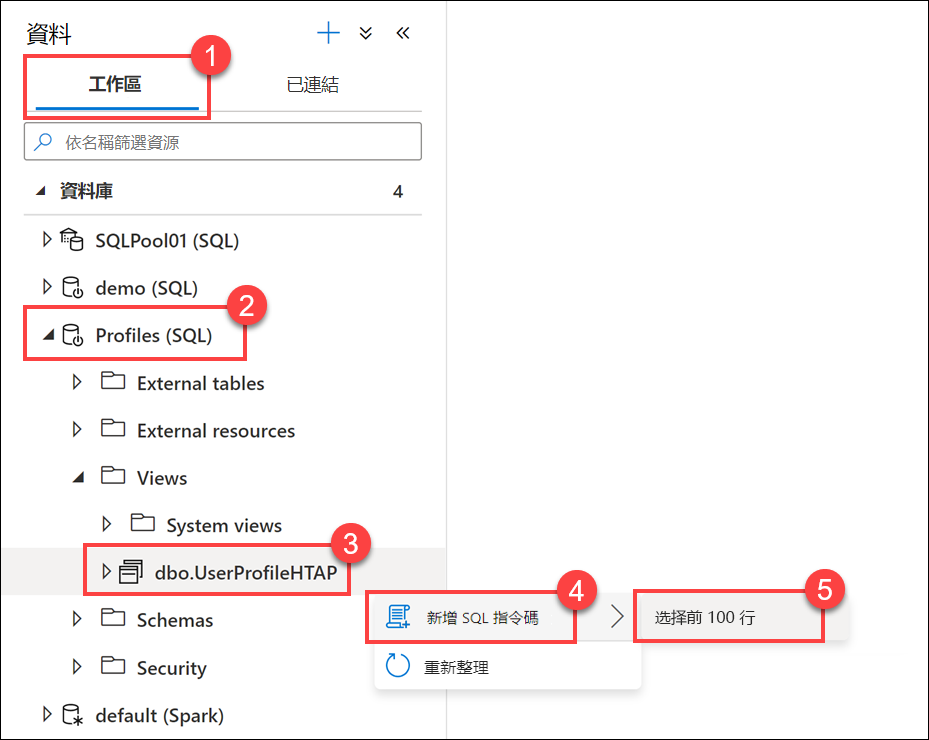 資料
1
工作區
已連結
依名稱篩選資源
資料庫 4
SQLPool01 (SQL)
demo (SQL)
2
Profiles (SQL)
External tables
External resources
Views
System views
3
dbo.UserProfileHTAP
4
5
新增 SQL 指令碼
选择前 100 行
Schemas
重新整理
Security
default (Spark)